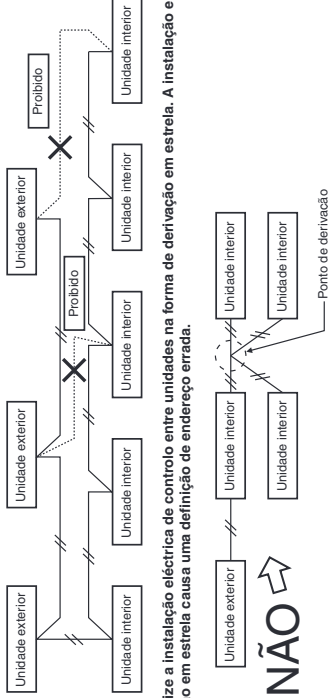 Unidade exterior
Unidade exterior
Unidade exterior
Proibido
Proibido
Unidade interior
Unidade interior
Unidade interior
Unidade interior
Unidade interior
ize a instalação eléctrica de controlo entre unidades na forma de derivação em estrela. A instalação e
o em estrela causa uma definição de endereço errada.
Unidade exterior
Unidade interior
Unidade interior
Unidade interior
Unidade interior
Ponto de derivação
NÃO